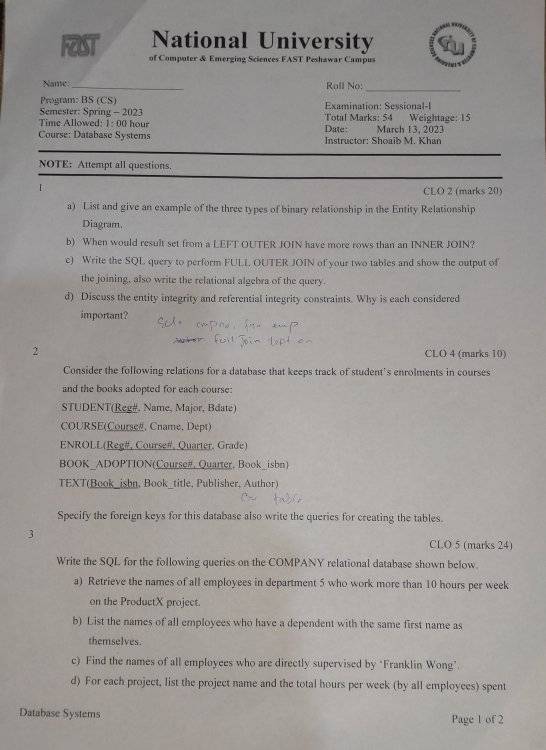 FAST
National University
of Computer & Emerging Sciences FAST Peshawar Campus
Name:
Roll No:
Program: BS (CS)
Semester: Spring – 2023
Time Allowed: 1: 00 hour
Course: Database Systems
Examination: Sessional-I
Total Marks: 54 Weightage: 15
Date: March 13, 2023
Instructor: Shoaib M. Khan
NOTE: Attempt all questions.
1
CLO 2 (marks 20)
a) List and give an example of the three types of binary relationship in the Entity Relationship
Diagram.
b) When would result set from a LEFT OUTER JOIN have more rows than an INNER JOIN?
c) Write the SQL query to perform FULL OUTER JOIN of your two tables and show the output of
the joining, also write the relational algebra of the query.
d) Discuss the entity integrity and referential integrity constraints. Why is each considered
important?
emp
full Join dept on
2
CLO 4 (marks 10)
Consider the following relations for a database that keeps track of student's enrolments in courses
and the books adopted for each course:
STUDENT(Reg#, Name, Major, Bdate)
COURSE(Course#, Cname, Dept)
ENROLL(Reg#, Course#, Quarter, Grade)
BOOK_ADOPTION(Course#, Quarter, Book_isbn)
TEXT(Book_isbn, Book_title, Publisher, Author)
table
Specify the foreign keys for this database also write the queries for creating the tables.
3
CLO 5 (marks 24)
Write the SQL for the following queries on the COMPANY relational database shown below.
a) Retrieve the names of all employees in department 5 who work more than 10 hours per week
on the ProductX project.
b) List the names of all employees who have a dependent with the same first name as
themselves.
c) Find the names of all employees who are directly supervised by 'Franklin Wong'.
d) For each project, list the project name and the total hours per week (by all employees) spent
Database Systems
Page 1 of 2